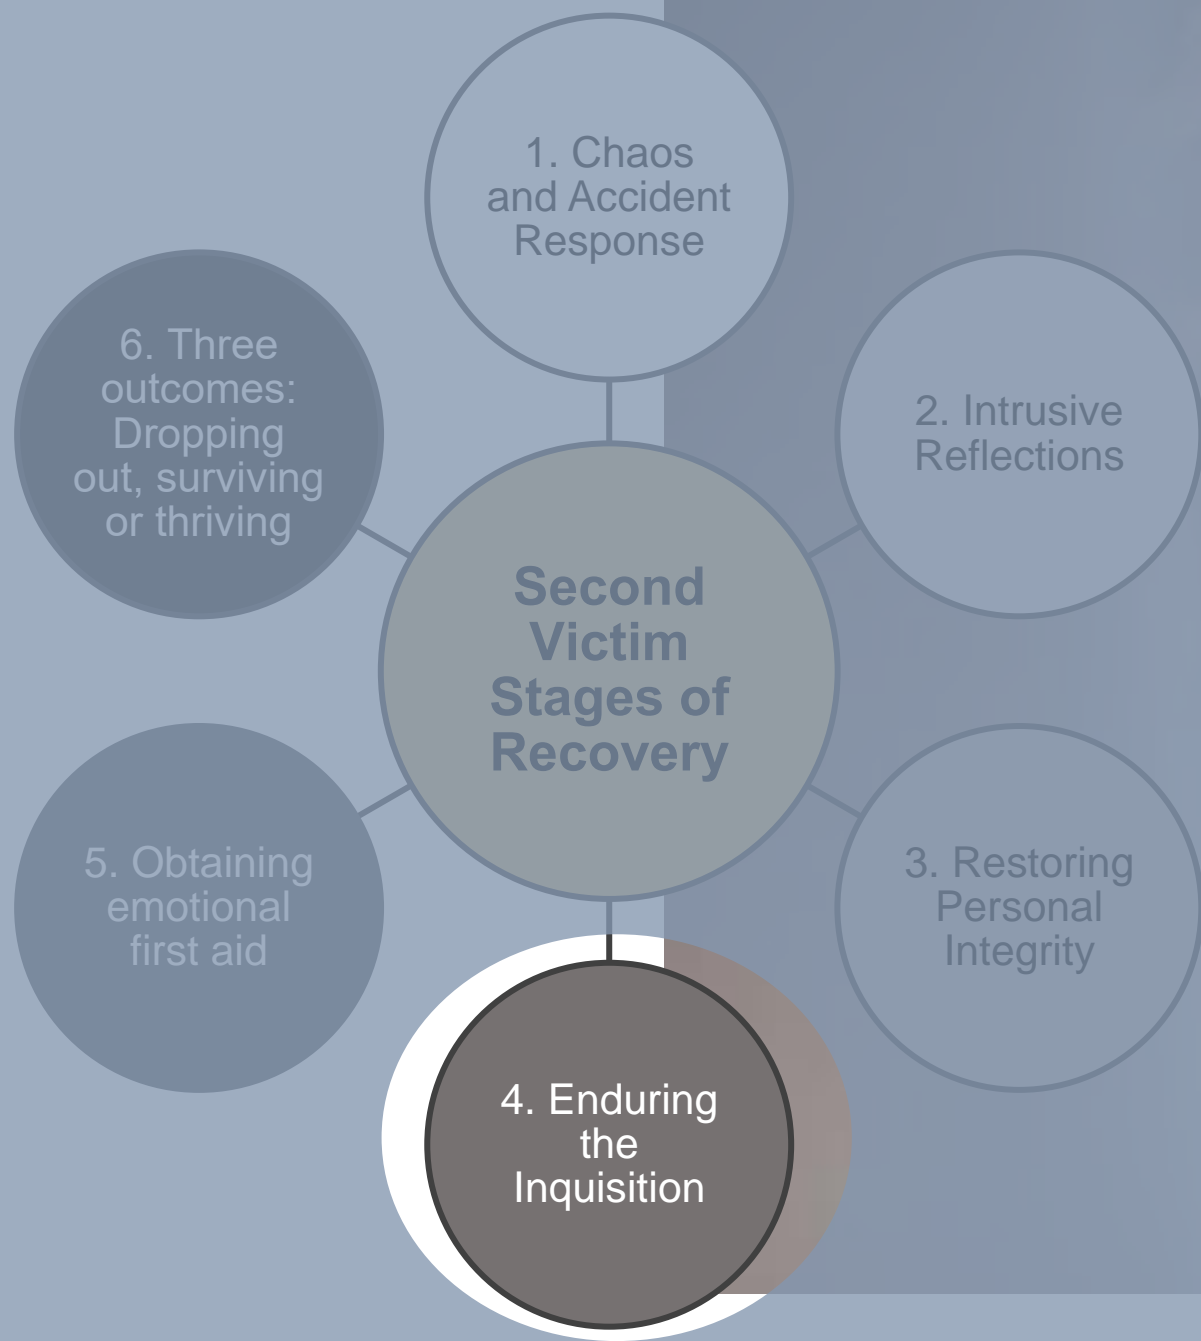 1. Chaos
and Accident
Response
2. Intrusive
Reflections
3. Restoring
Personal
Integrity
4. Enduring
the
Inquisition
5. Obtaining
emotional
first aid
6. Three
outcomes:
Dropping
out, surviving
or thriving
Second
Victim
Stages of
Recovery